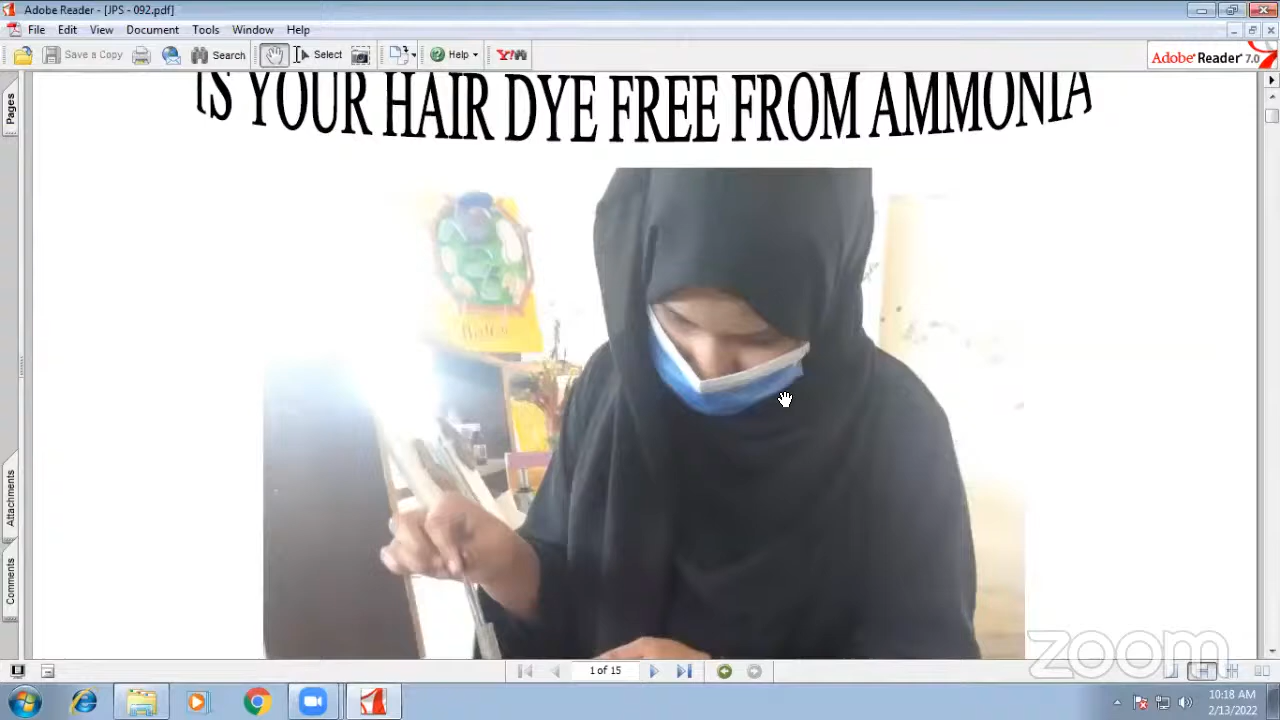 Adobe Reader - [JPS - 092.pdf]
File Edit View Document Tools Window Help
Save a Copy Search Select Help Y!
Adobe® Reader® 7.0
Pages
IS YOUR HAIR DYE FREE FROM AMMONIA
Attachments
Comments
zoom
1 of 15
10:18 AM
2/13/2022